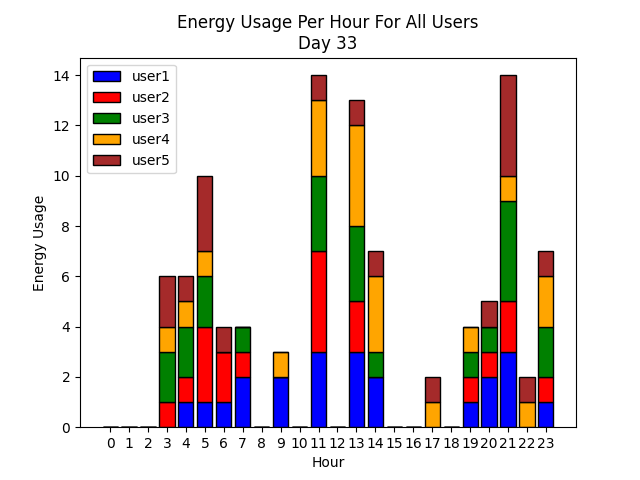 Energy Usage Per Hour For All Users
Day 33
user1
user2
user3
user4
user5
14
12
10
8
6
4
2
0
Energy Usage
0 1 2 3 4 5 6 7 8 9 10 11 12 13 14 15 16 17 18 19 20 21 22 23
Hour